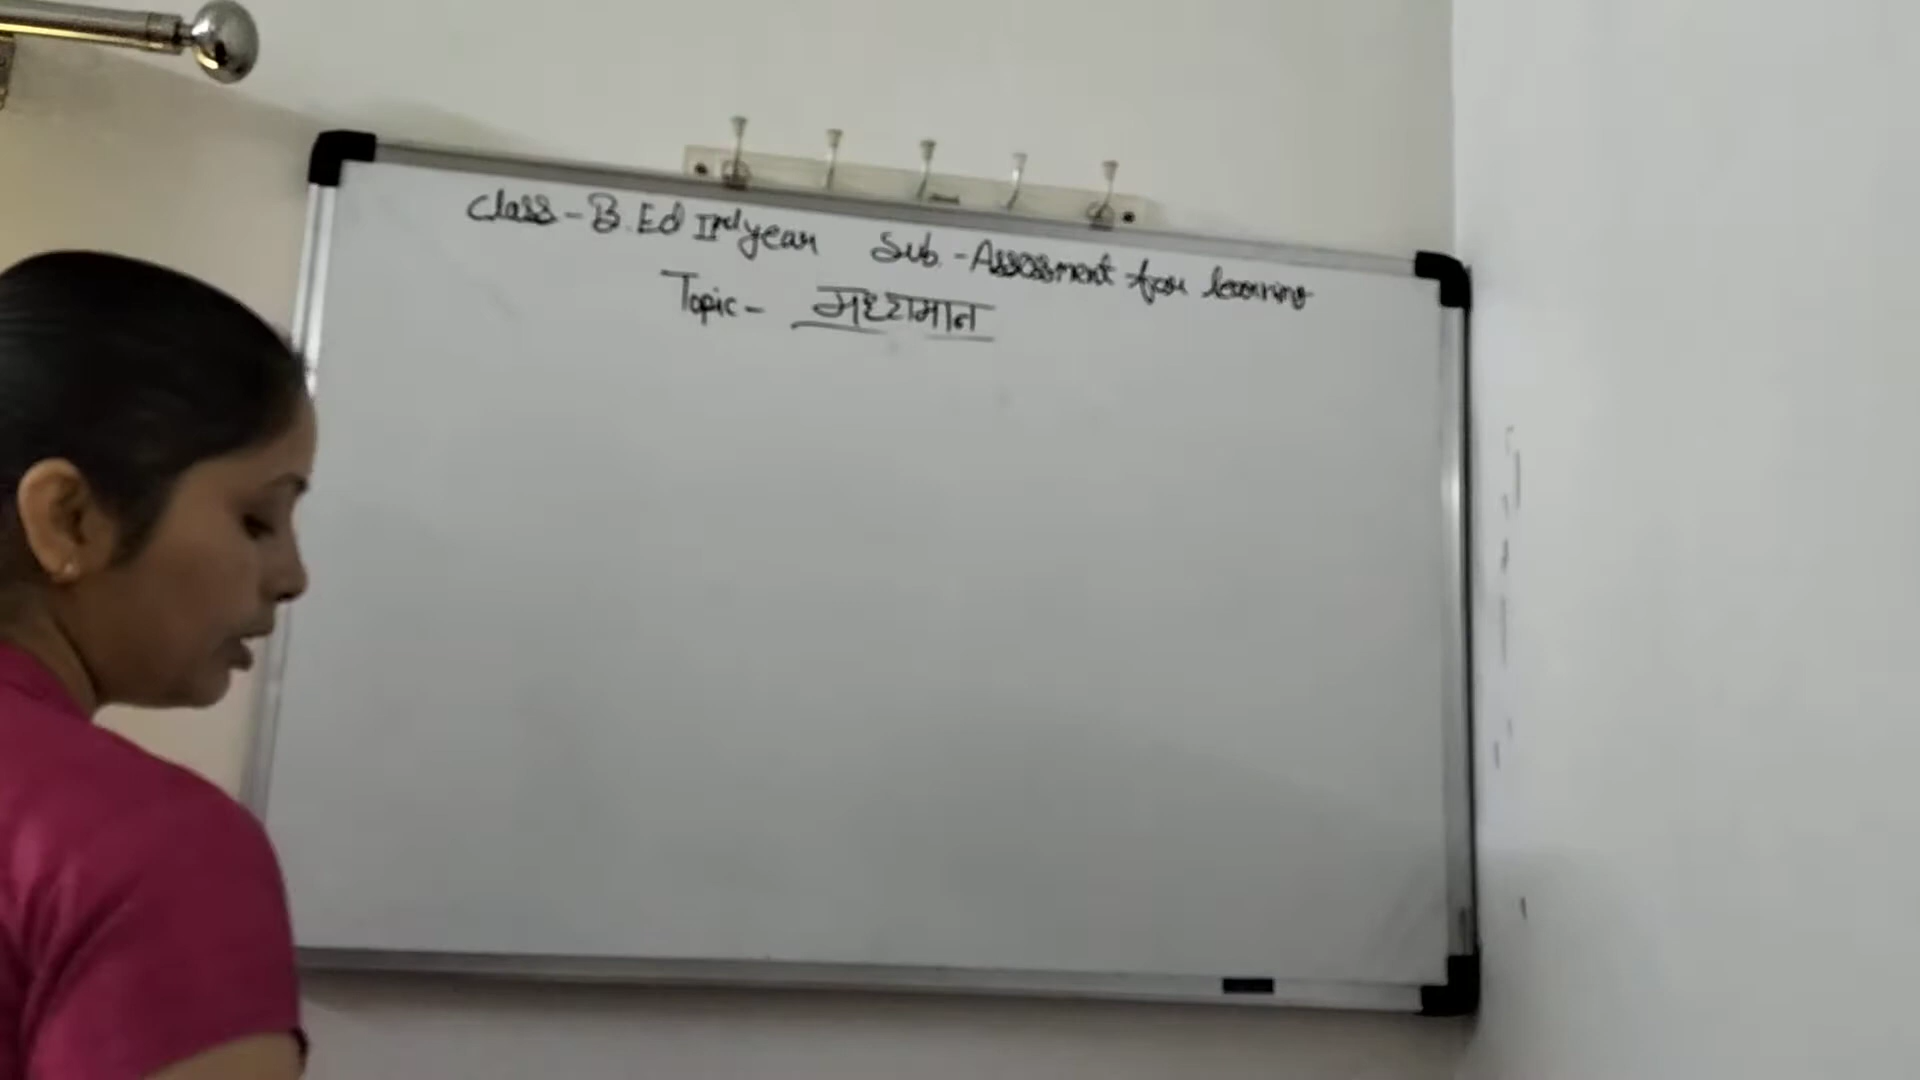 Class - B.Ed IInd year Sub. - Assessment for learning
Topic - मध्यमान